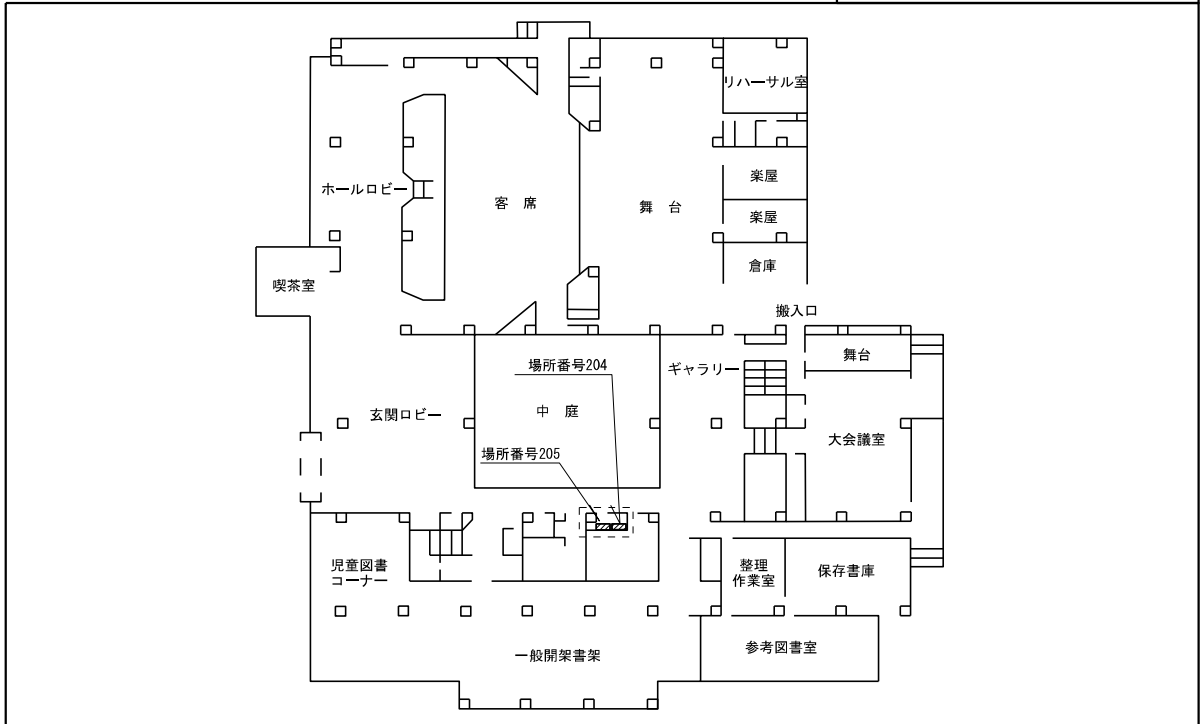 リハーサル室
楽屋
ホールロビー
客　席
舞　台
楽屋
倉庫
喫茶室
搬入口
舞台
場所番号204
ギャラリー
玄関ロビー
中　庭
大会議室
場所番号205
児童図書
コーナー
整理
作業室
保存書庫
一般開架書架
参考図書室